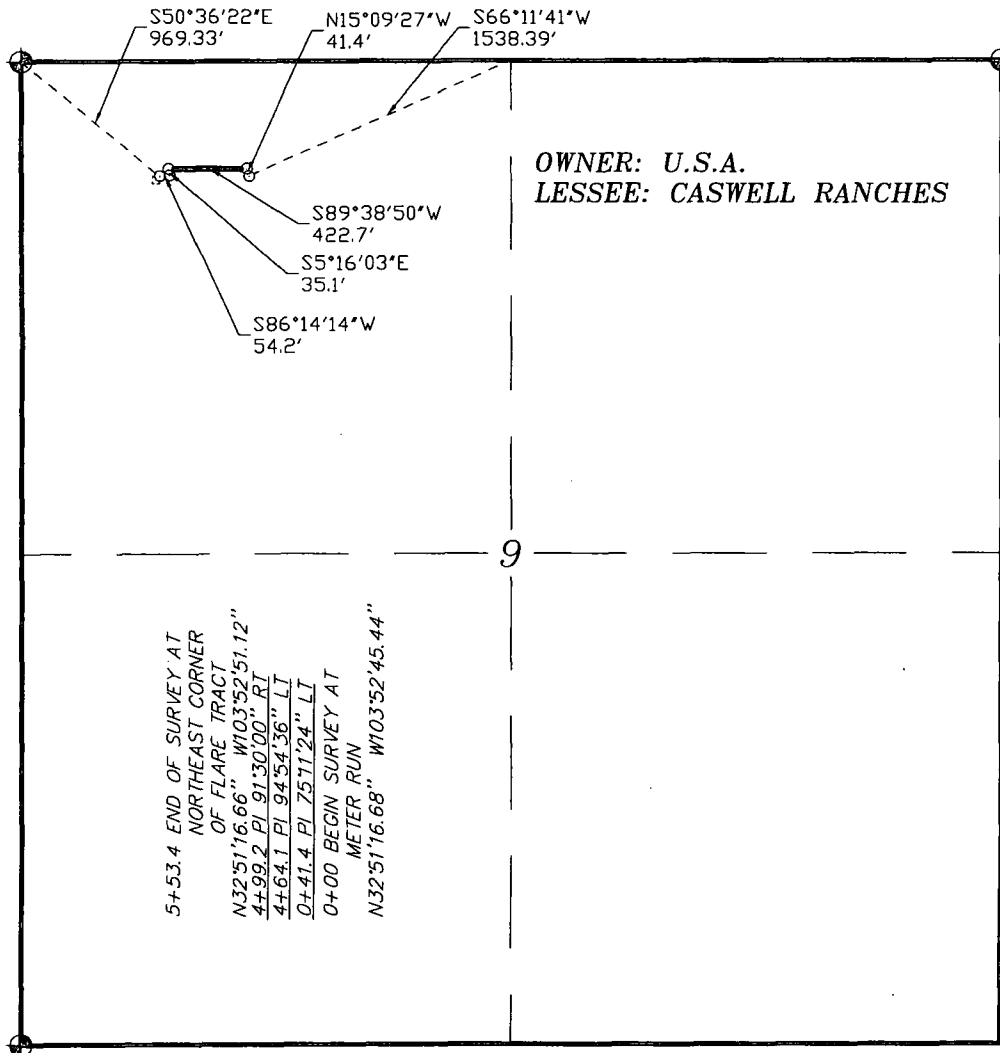 S50°36'22"E
969.33'
N15°09'27"W
41.4'
S66°11'41"W
1538.39'
OWNER: U.S.A.
LESSEE: CASWELL RANCHES
S89°38'50"W
422.7'
S5°16'03"E
35.1'
S86°14'14"W
54.2'
9
5+53.4 END OF SURVEY AT
NORTHEAST CORNER
OF FLARE TRACT
N32°51'16.66" W103°52'51.12"
4+99.2 PI 91°30'00" RT
4+64.1 PI 94°54'36" LT
0+41.4 PI 75°11'24" LT
0+00 BEGIN SURVEY AT
METER RUN
N32°51'16.68" W103°52'45.44"